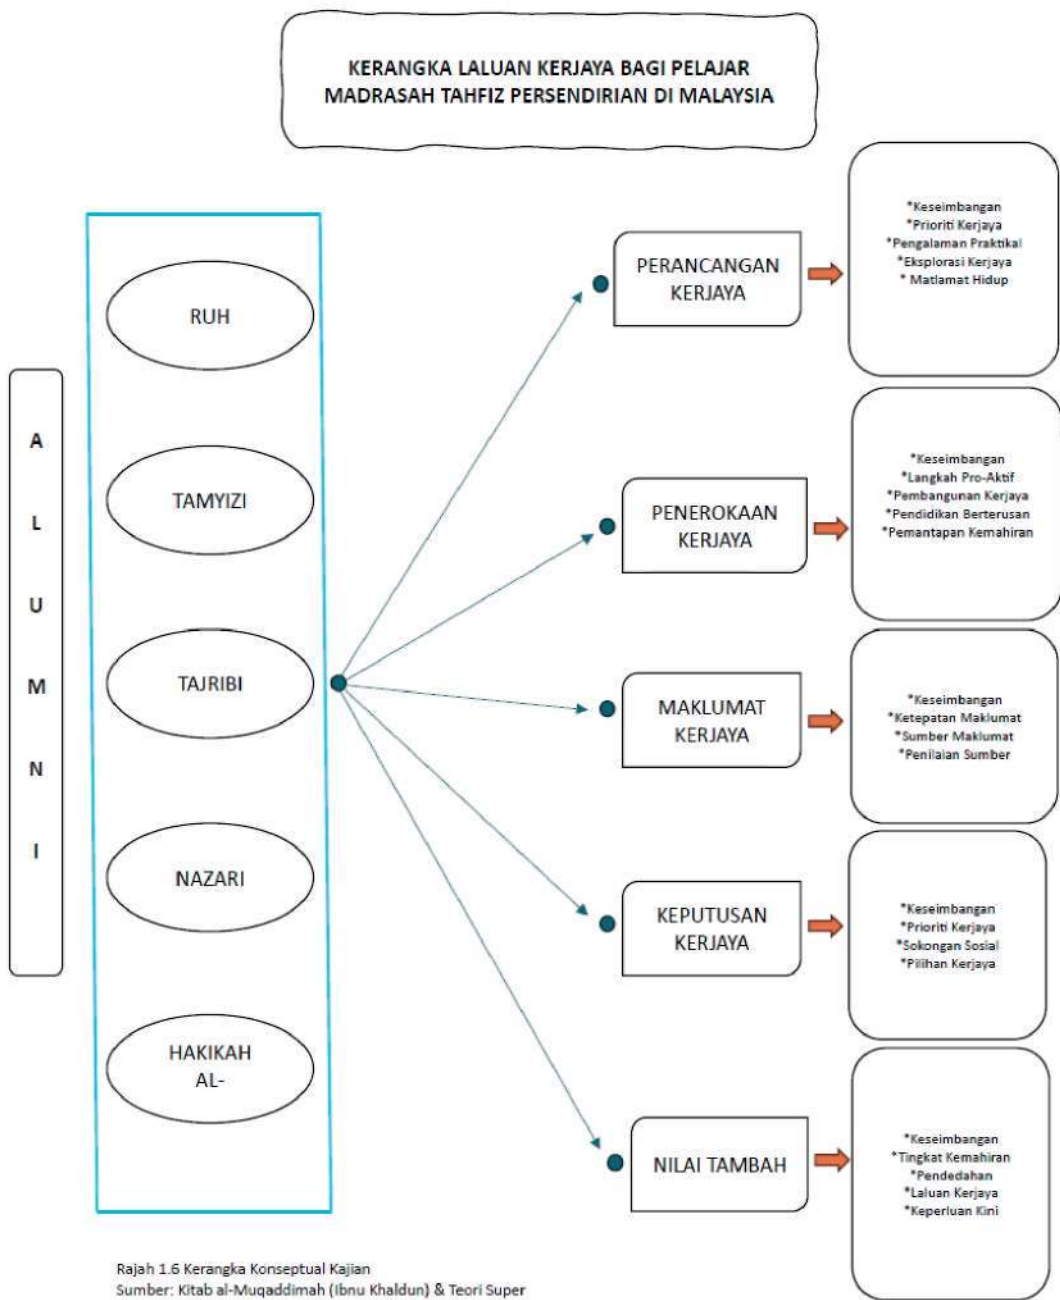 KERANGKA LALUAN KERJAYA BAGI PELAJAR
MADRASAH TAHFIZ PERSENDIRIAN DI MALAYSIA
A
L
U
M
N
I
RUH
TAMYIZI
TAJRIBI
NAZARI
HAKIKAH
AL-
PERANCANGAN
KERJAYA
*Keseimbangan
*Prioriti Kerjaya
*Pengalaman Praktikal
*Eksplorasi Kerjaya
* Matlamat Hidup
PENEROKAAN
KERJAYA
*Keseimbangan
*Langkah Pro-Aktif
*Pembangunan Kerjaya
*Pendidikan Berterusan
*Pemantapan Kemahiran
MAKLUMAT
KERJAYA
*Keseimbangan
*Ketepatan Maklumat
*Sumber Maklumat
*Penilaian Sumber
KEPUTUSAN
KERJAYA
*Keseimbangan
*Prioriti Kerjaya
*Sokongan Sosial
*Pilihan Kerjaya
NILAI TAMBAH
*Keseimbangan
*Tingkat Kemahiran
*Pendedahan
*Laluan Kerjaya
*Keperluan Kini
Rajah 1.6 Kerangka Konseptual Kajian
Sumber: Kitab al-Muqaddimah (Ibnu Khaldun) & Teori Super